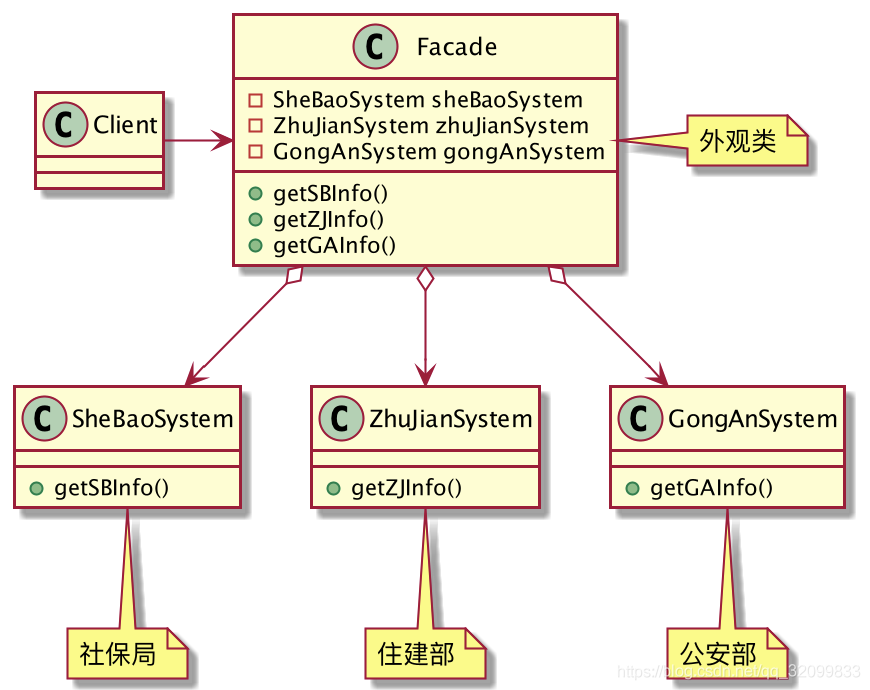 C Facade
SheBaoSystem sheBaoSystem
ZhuJianSystem zhuJianSystem
GongAnSystem gongAnSystem
getSBInfo()
getZJInfo()
getGAInfo()
C Client
外观类
C SheBaoSystem
getSBInfo()
C ZhuJianSystem
getZJInfo()
C GongAnSystem
getGAInfo()
社保局
住建部
公安部
https://blog.csdn.net/qq_32099833